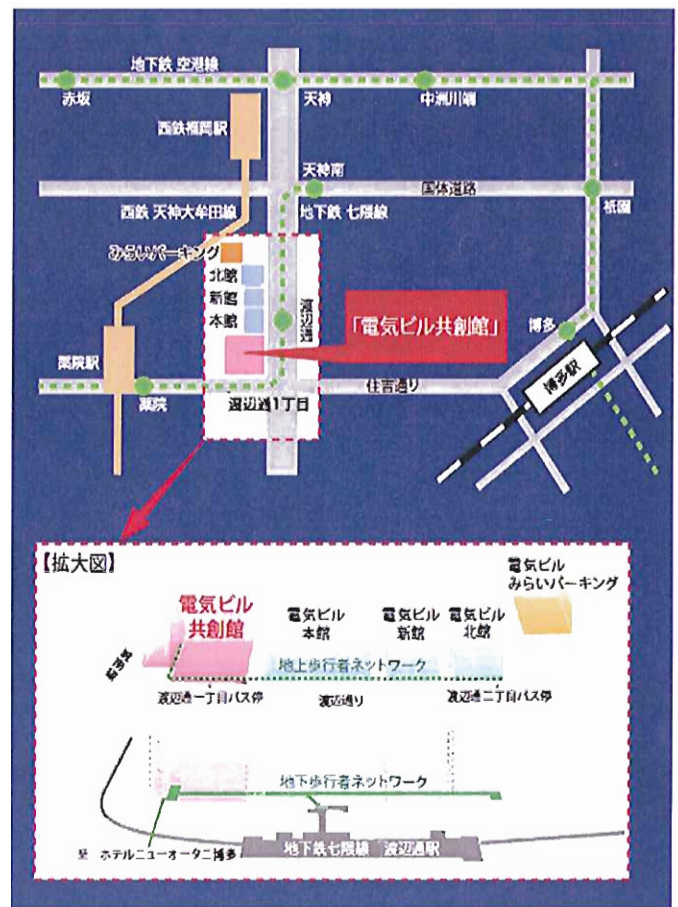 地下鉄 空港線
赤坂
天神
中洲川端
西鉄福岡駅
天神南
国体道路
西鉄 天神大牟田線
地下鉄 七隈線
祇園
みらいパーキング
北館
新館
本館
渡辺通
「電気ビル共創館」
博多
博多駅
薬院駅
薬院
渡辺通1丁目
住吉通り
【拡大図】
電気ビル
みらいパーキング
電気ビル
共創館
電気ビル
本館
電気ビル
新館
電気ビル
北館
地上歩行者ネットワーク
渡辺通一丁目バス停
渡辺通り
渡辺通二丁目バス停
地下歩行者ネットワーク
至 ホテルニューオータニ博多
地下鉄七隈線 渡辺通駅